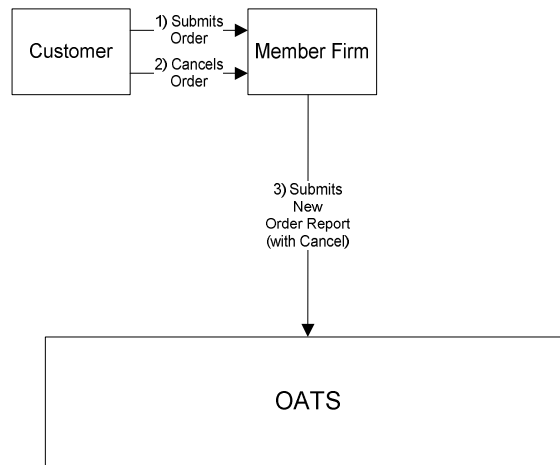 Customer
1) Submits
Order
2) Cancels
Order
Member Firm
3) Submits
New
Order Report
(with Cancel)
OATS